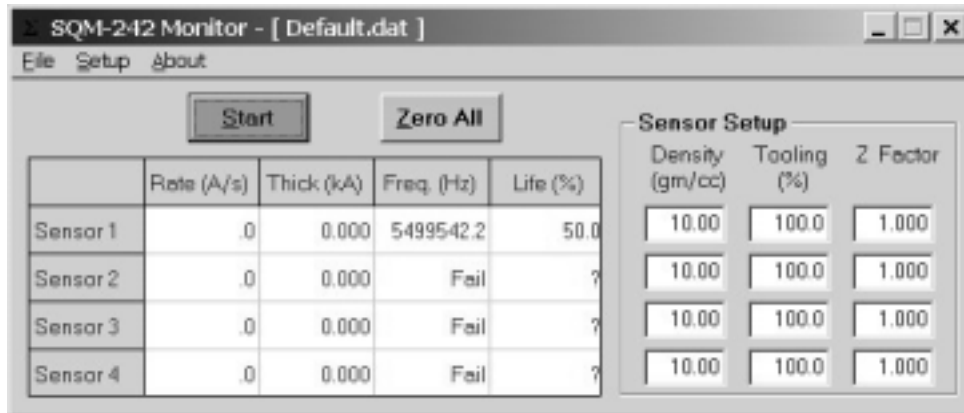 SQM-242 Monitor - [ Default.dat ]
File Setup About
Start Zero All
Sensor Setup
Density (gm/cc) Tooling (%) Z Factor
Rate (A/s) Thick (kA) Freq. (Hz) Life (%)
Sensor 1 .0 0.000 5499542.2 50.0 10.00 100.0 1.000
Sensor 2 .0 0.000 Fail ? 10.00 100.0 1.000
Sensor 3 .0 0.000 Fail ? 10.00 100.0 1.000
Sensor 4 .0 0.000 Fail ? 10.00 100.0 1.000